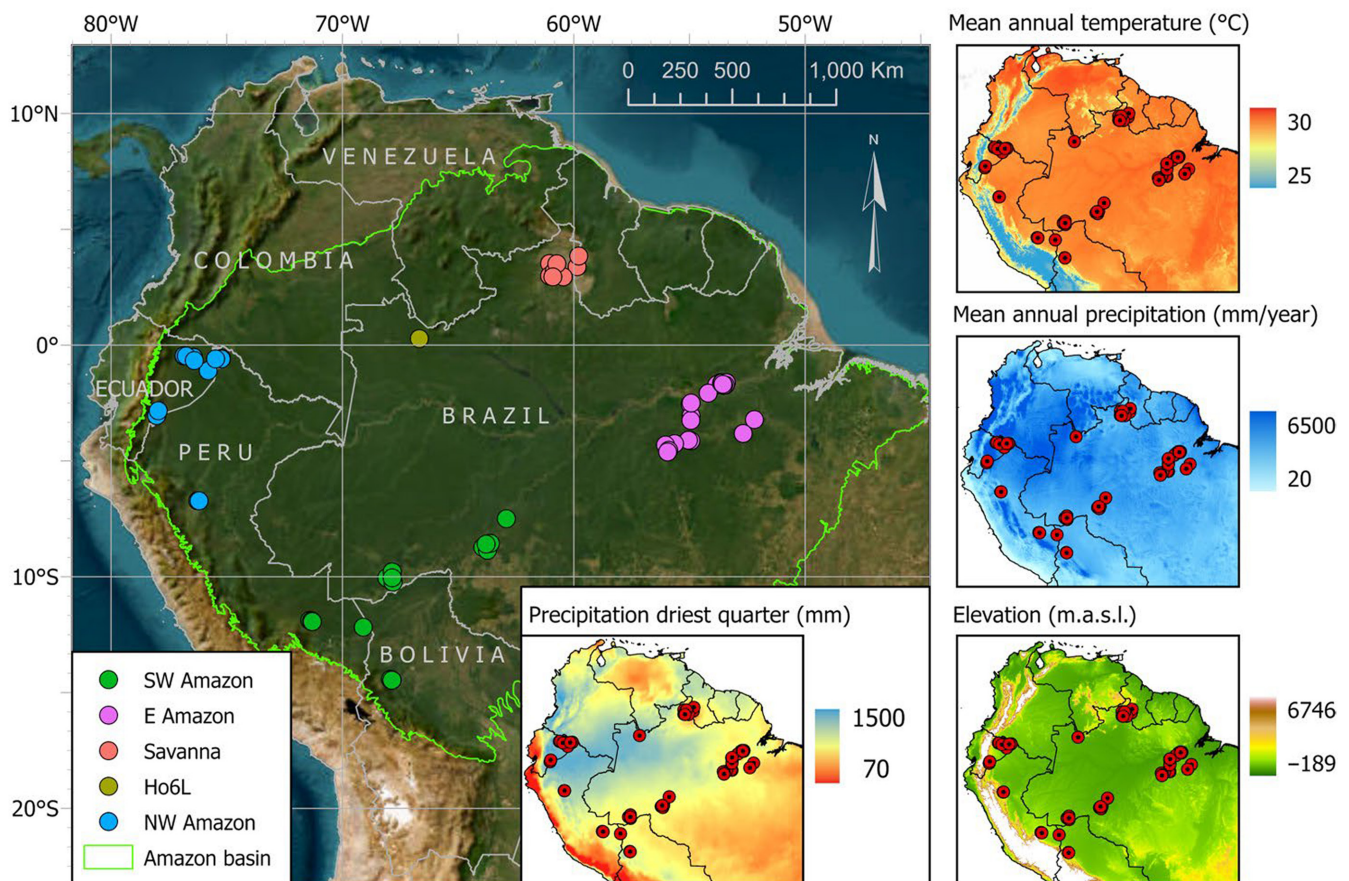 80°W 70°W 60°W 50°W
10°N
0°
10°S
20°S
0 250 500 1,000 Km
N
VENEZUELA
COLOMBIA
ECUADOR
PERU
BRAZIL
BOLIVIA
SW Amazon
E Amazon
Savanna
Ho6L
NW Amazon
Amazon basin
Precipitation driest quarter (mm)
1500
70
Mean annual temperature (°C)
30
25
Mean annual precipitation (mm/year)
6500
20
Elevation (m.a.s.l.)
6746
–189